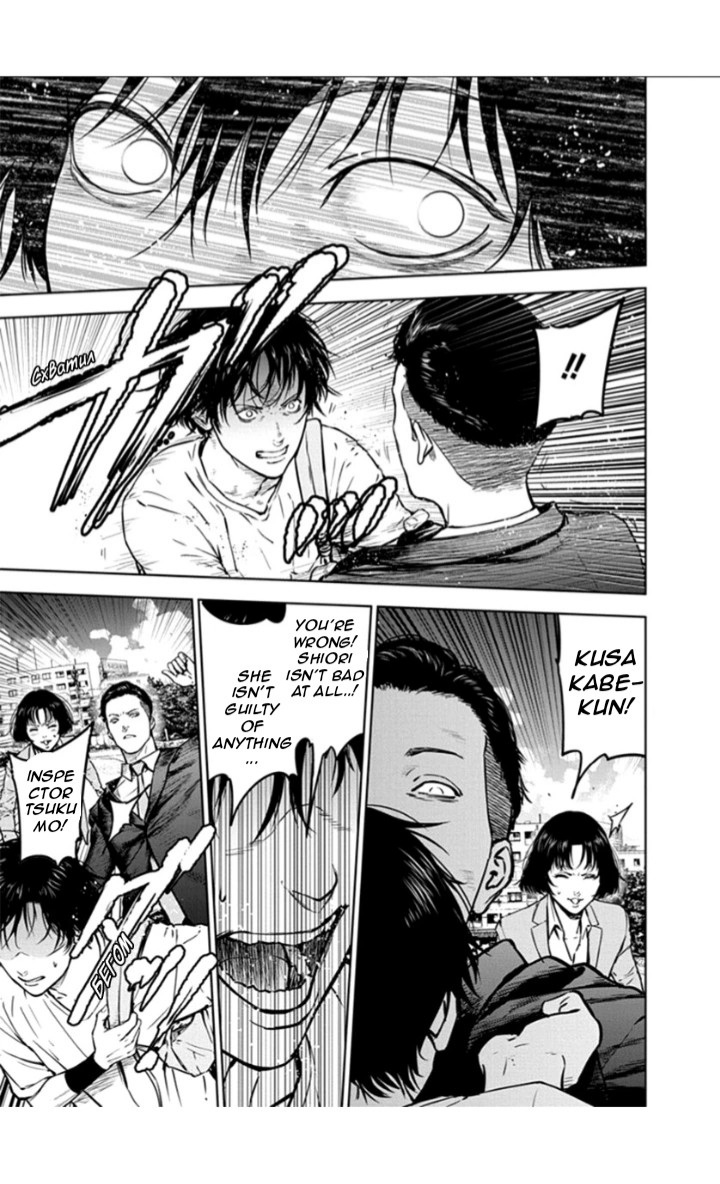 !!
Схватил
KUSA
KABE-
KUN!
YOU'RE
WRONG!
SHIORI
ISN'T BAD
AT ALL..!
SHE
ISN'T
GUILTY
OF
ANYTHING
...
INSPE
CTOR
TSUKU
MO!
БЕГОМ